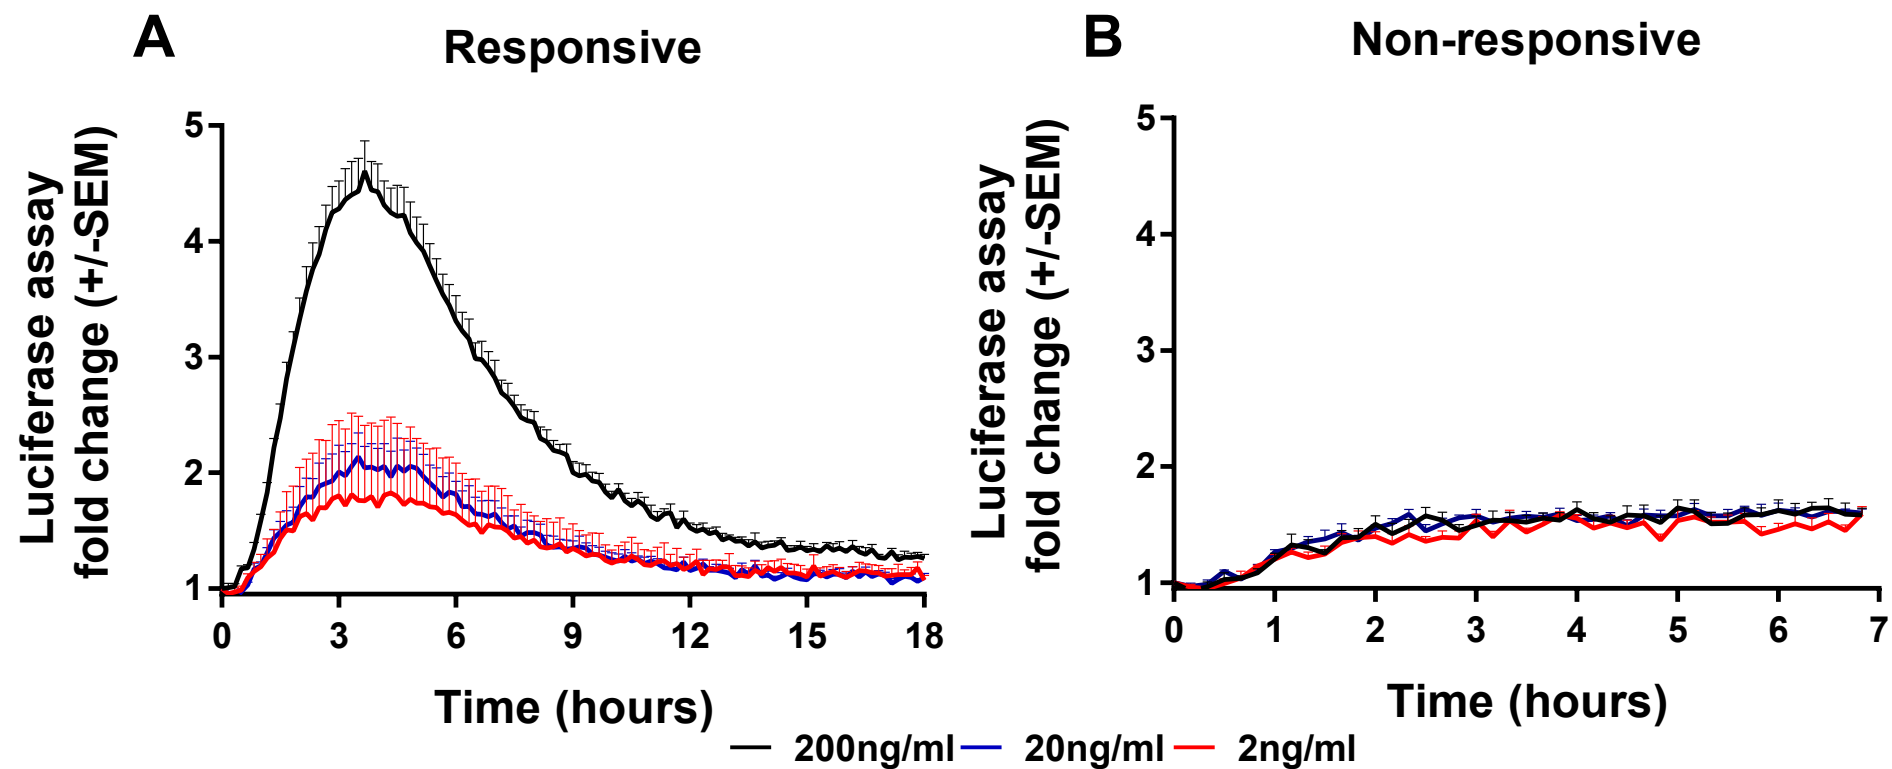 A
Responsive
Luciferase assay
fold change (+/-SEM)
5
4
3
2
1
0 3 6 9 12 15 18
Time (hours)
B
Non-responsive
Luciferase assay
fold change (+/-SEM)
5
4
3
2
1
0 1 2 3 4 5 6 7
Time (hours)
200ng/ml 20ng/ml 2ng/ml